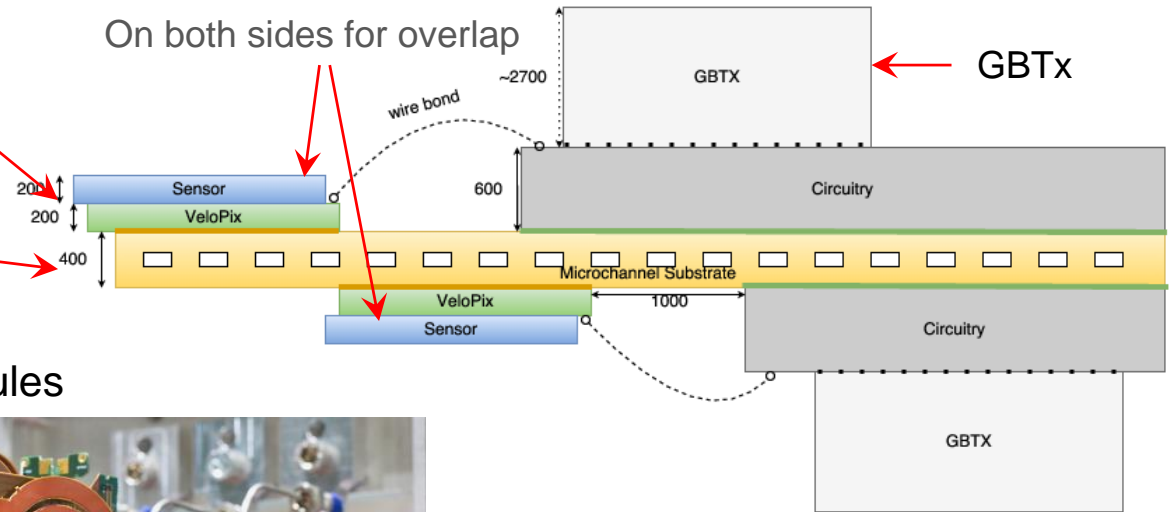 On both sides for overlap
GBTx
~2700
GBTX
wire bond
200
Sensor
600
Circuitry
200
VeloPix
400
Microchannel Substrate
VeloPix
1000
Sensor
Circuitry
ules
GBTX